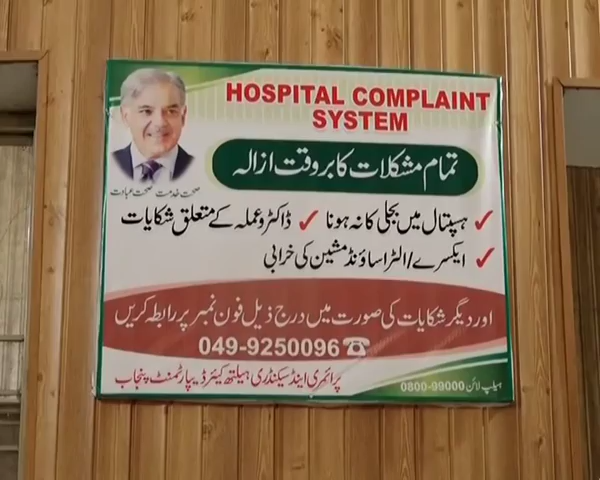 HOSPITAL COMPLAINT
SYSTEM
تمام مشکلات کا بروقت ازالہ
صحت خدمت صحت عبادت
✓ ہسپتال میں بجلی کا نہ ہونا ✓ ڈاکٹر و عملہ کے متعلق شکایات
✓ ایکسرے/الٹراساؤنڈ مشین کی خرابی
اور دیگر شکایات کی صورت میں درج ذیل فون نمبر پر رابطہ کریں
049-9250096
پرائمری اینڈ سیکنڈری ہیلتھ کیئر ڈیپارٹمنٹ پنجاب
ہیلپ لائن 0800-99000